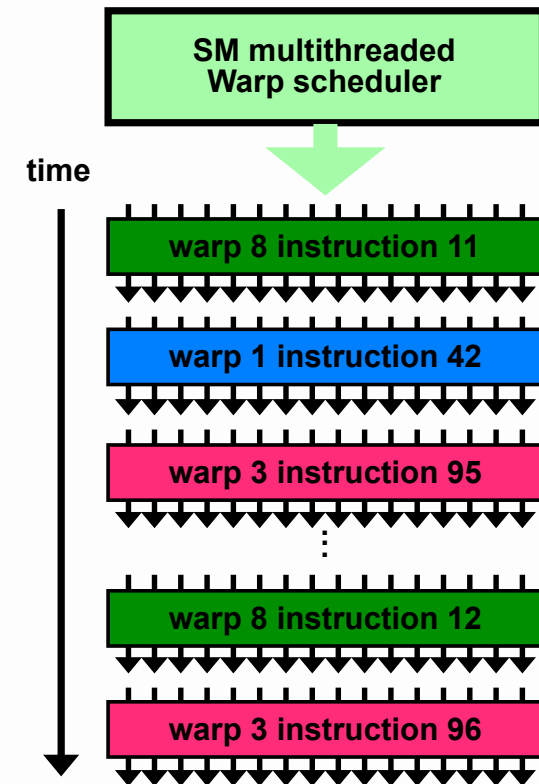 SM multithreaded
Warp scheduler
time
warp 8 instruction 11
warp 1 instruction 42
warp 3 instruction 95
⋮
warp 8 instruction 12
warp 3 instruction 96